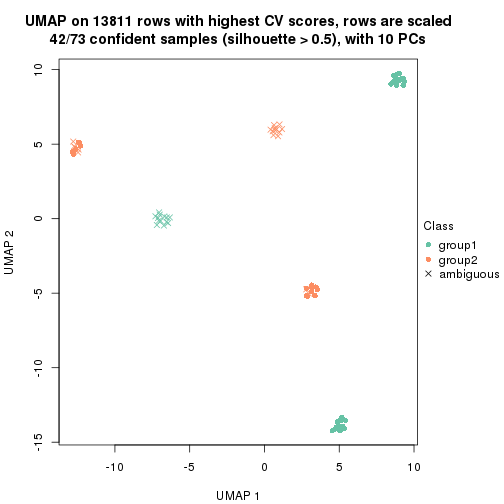 UMAP on 13811 rows with highest CV scores, rows are scaled
42/73 confident samples (silhouette > 0.5), with 10 PCs
10
5
0
-5
-10
-15
UMAP 2
-10
-5
0
5
10
UMAP 1
Class
group1
group2
ambiguous